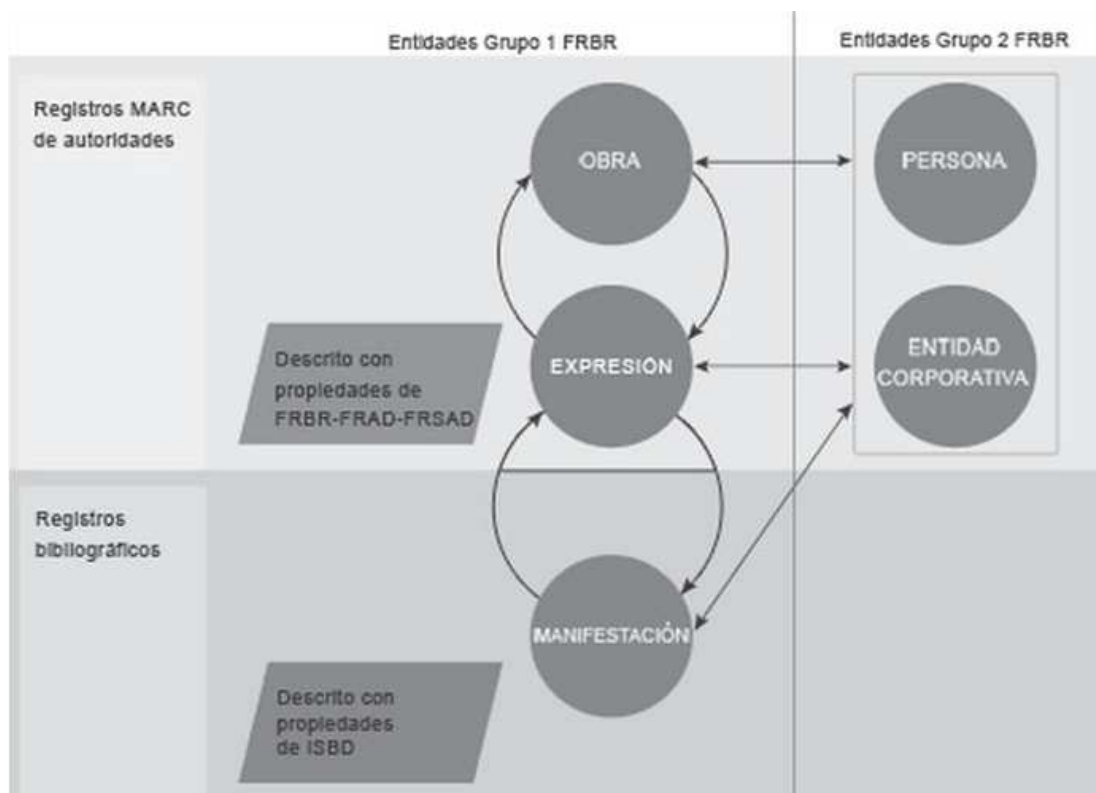 Entidades Grupo 1 FRBR
Entidades Grupo 2 FRBR
Registros MARC
de autoridades
OBRA
PERSONA
Descrito con
propiedades de
FRBR-FRAD-FRSAD
EXPRESIÓN
ENTIDAD
CORPORATIVA
Registros
bibliográficos
MANIFESTACIÓN
Descrito con
propiedades
de ISBD